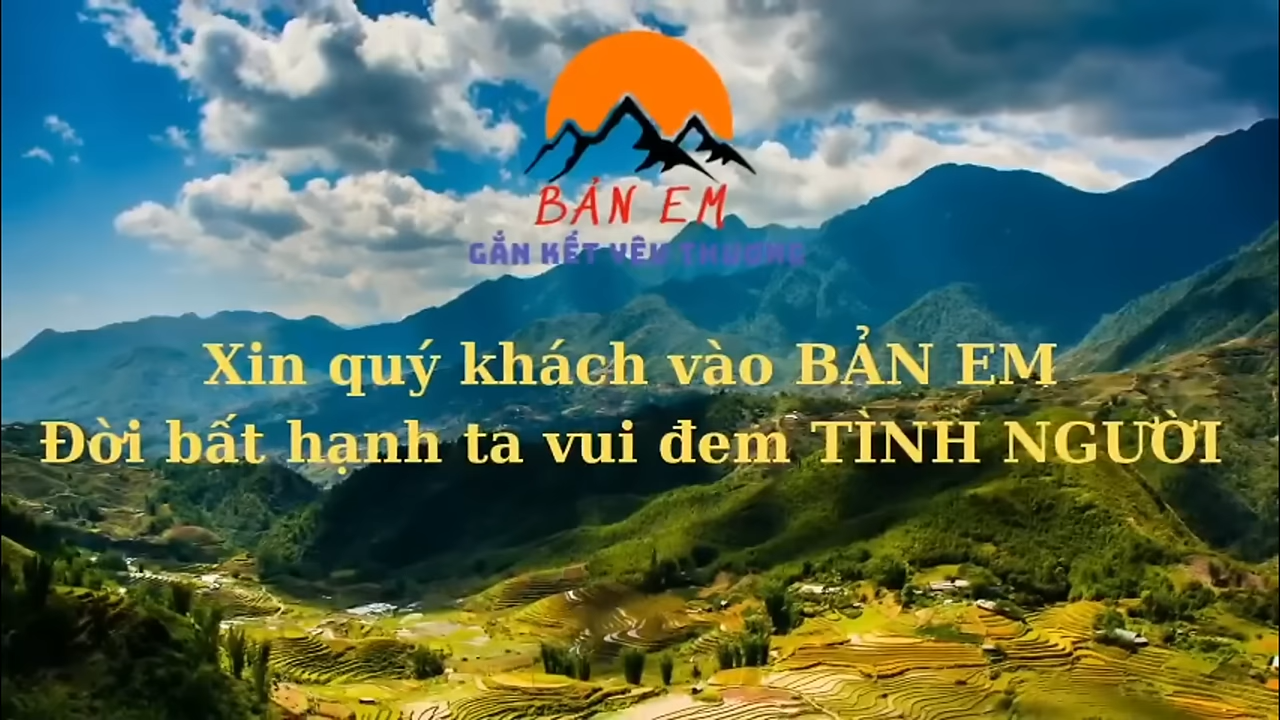 BẢN EM
GẮN KẾT YÊU THƯƠNG
Xin quý khách vào BẢN EM
Đời bất hạnh ta vui đem TÌNH NGƯỜI